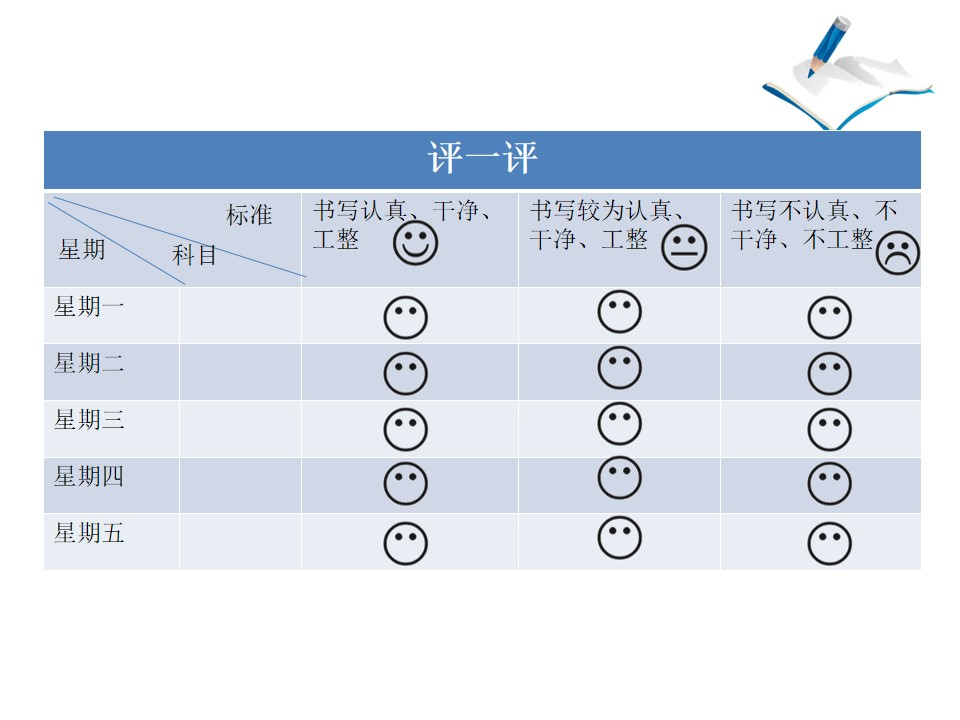 评一评
标准
科目
星期
书写认真、干净、
工整
书写较为认真、
干净、工整
书写不认真、不
干净、不工整
星期一
星期二
星期三
星期四
星期五